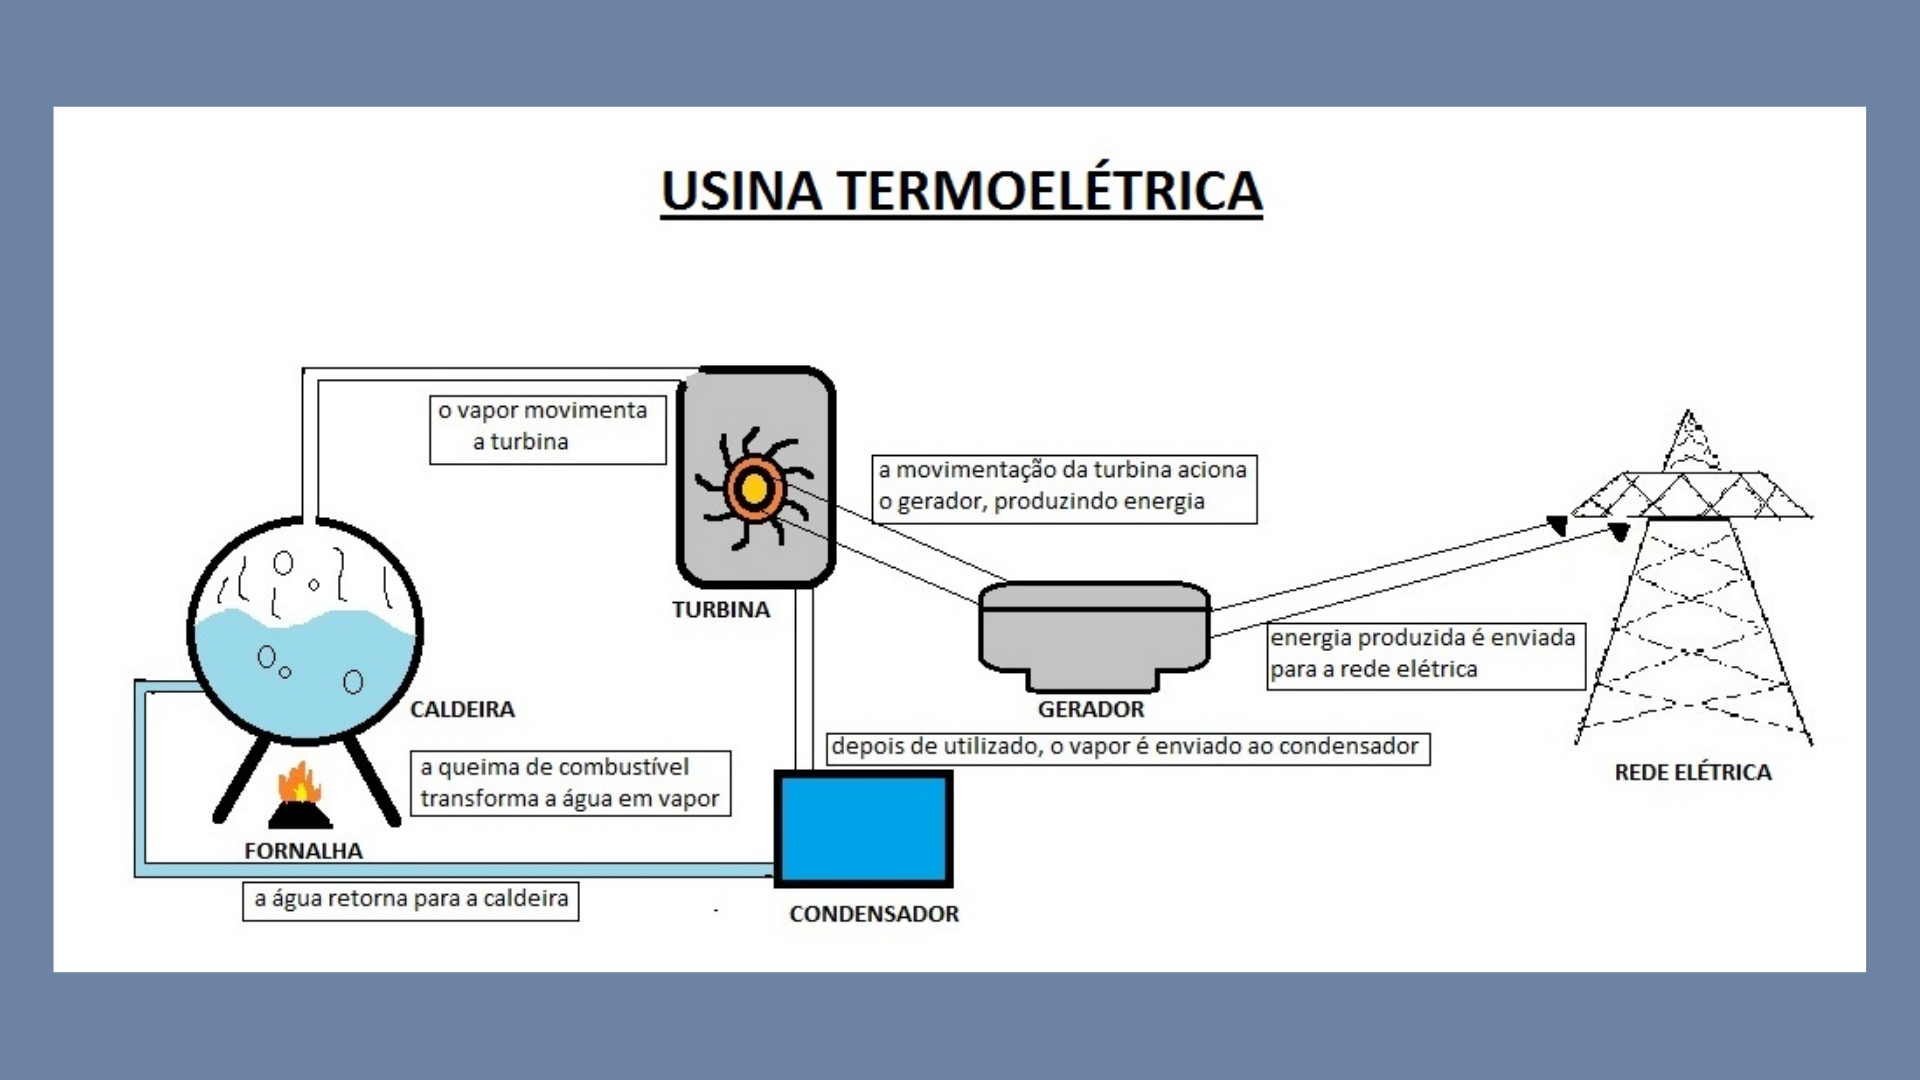 USINA TERMOELÉTRICA
o vapor movimenta
a turbina
a movimentação da turbina aciona
o gerador, produzindo energia
TURBINA
energia produzida é enviada
para a rede elétrica
CALDEIRA
GERADOR
depois de utilizado, o vapor é enviado ao condensador
a queima de combustível
transforma a água em vapor
REDE ELÉTRICA
FORNALHA
a água retorna para a caldeira
CONDENSADOR